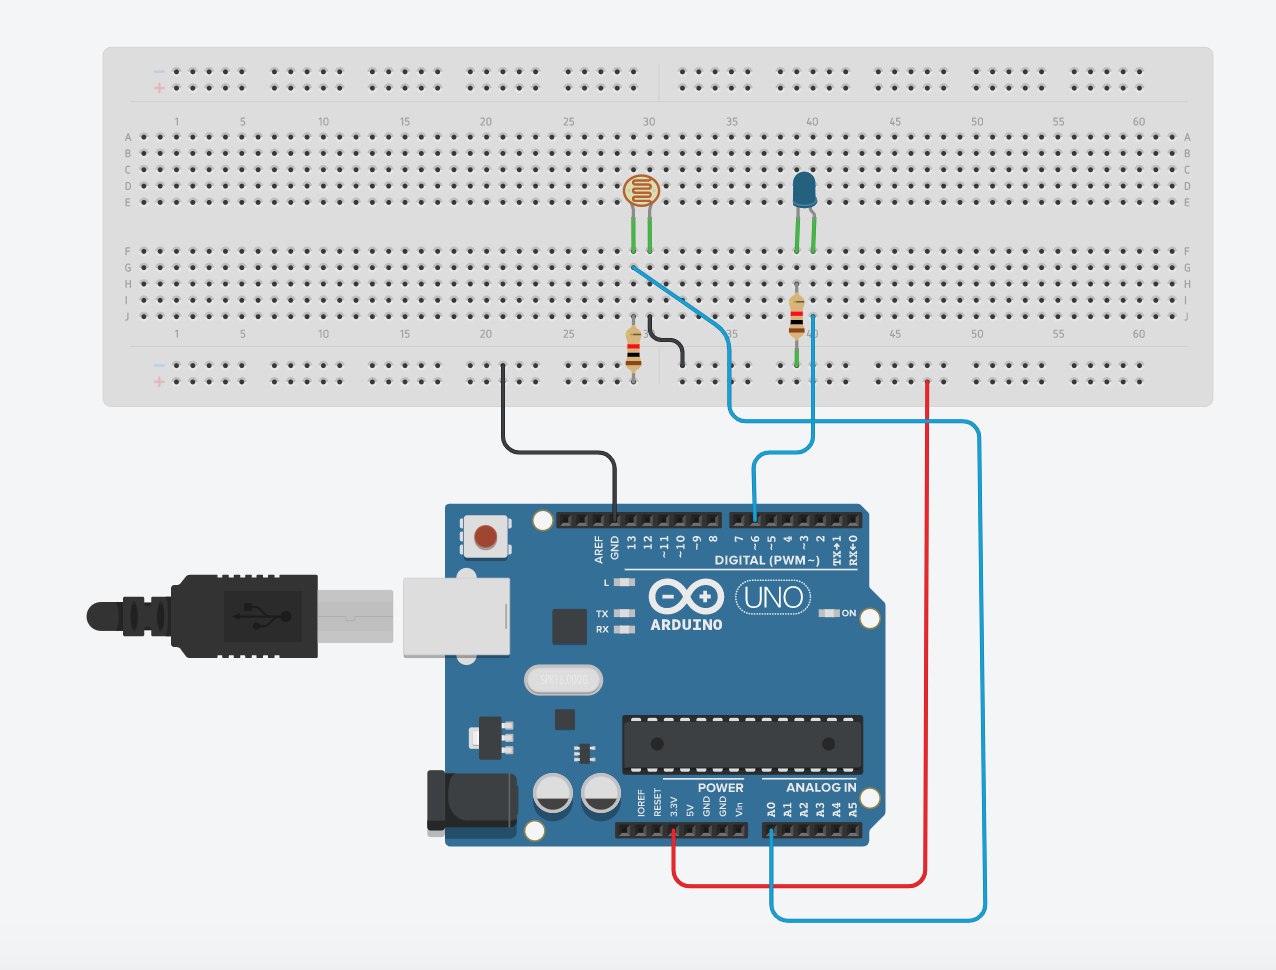 − −
+ +
1 5 10 15 20 25 30 35 40 45 50 55 60
A A
B B
C C
D D
E E
F F
G G
H H
I I
J J
1 5 10 15 20 25 35 40 45 50 55 60
−
+
AREF GND 13 12 ~11 ~10 ~9 8 7 ~6 ~5 4 ~3 2 TX→1 RX←0
DIGITAL (PWM~)
L
TX
RX
UNO
ON
ARDUINO
SPK16.000G
POWER ANALOG IN
IOREF RESET 3.3V 5V GND GND Vin A0 A1 A2 A3 A4 A5